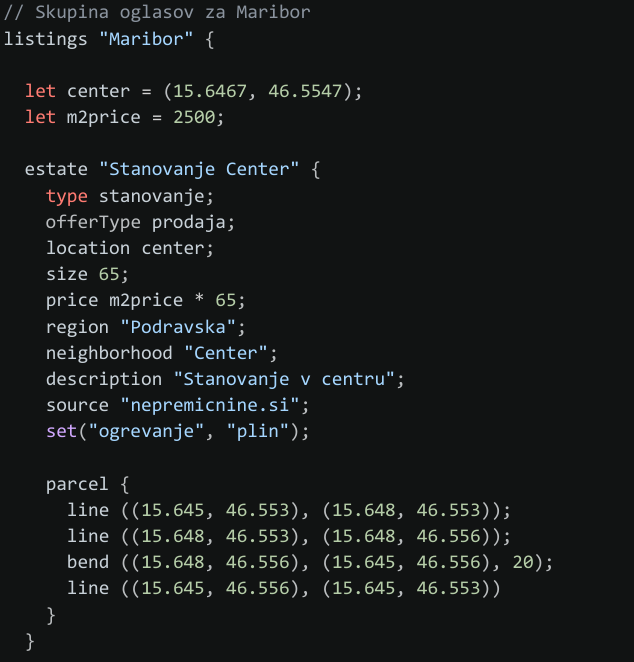 // Skupina oglasov za Maribor
listings "Maribor" {
let center = (15.6467, 46.5547);
let m2price = 2500;
estate "Stanovanje Center" {
type stanovanje;
offerType prodaja;
location center;
size 65;
price m2price * 65;
region "Podravska";
neighborhood "Center";
description "Stanovanje v centru";
source "nepremicnine.si";
set("ogrevanje", "plin");
parcel {
line ((15.645, 46.553), (15.648, 46.553));
line ((15.648, 46.553), (15.648, 46.556));
bend ((15.648, 46.556), (15.645, 46.556), 20);
line ((15.645, 46.556), (15.645, 46.553))
}
}